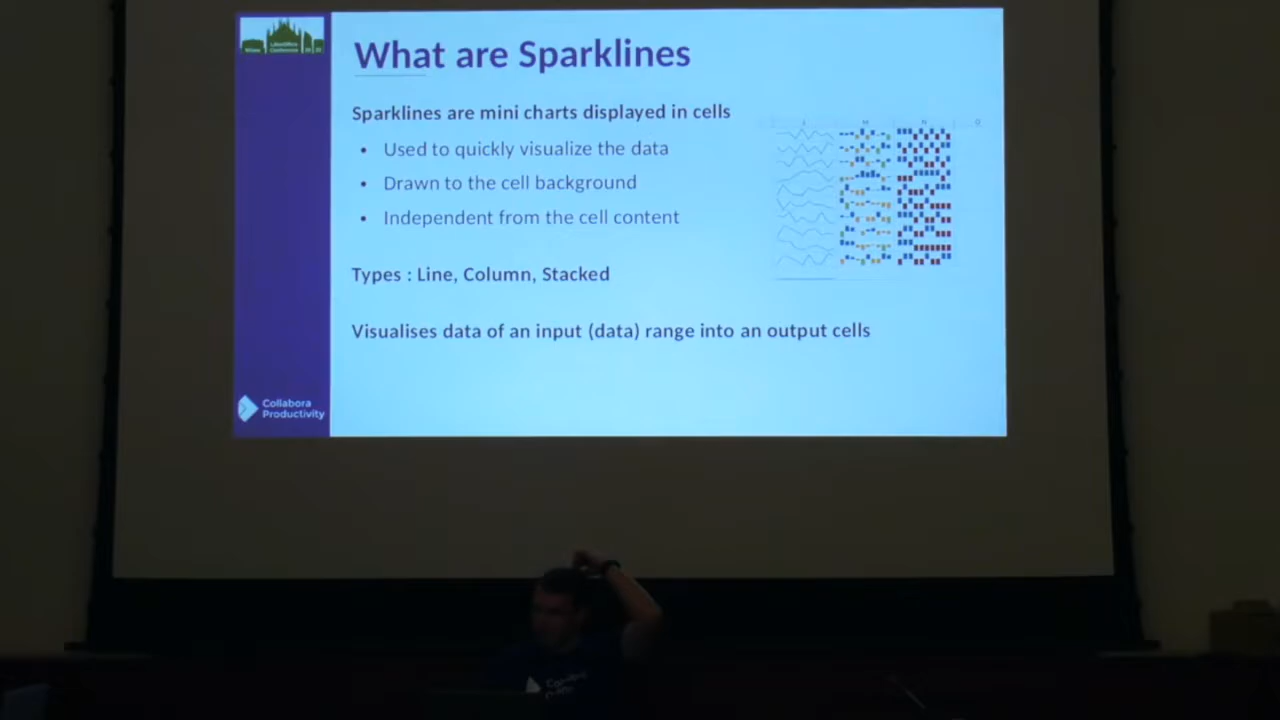 What are Sparklines
Sparklines are mini charts displayed in cells
• Used to quickly visualize the data
• Drawn to the cell background
• Independent from the cell content
Types : Line, Column, Stacked
Visualises data of an input (data) range into an output cells
LibreOffice
Conference
Collabora
Productivity